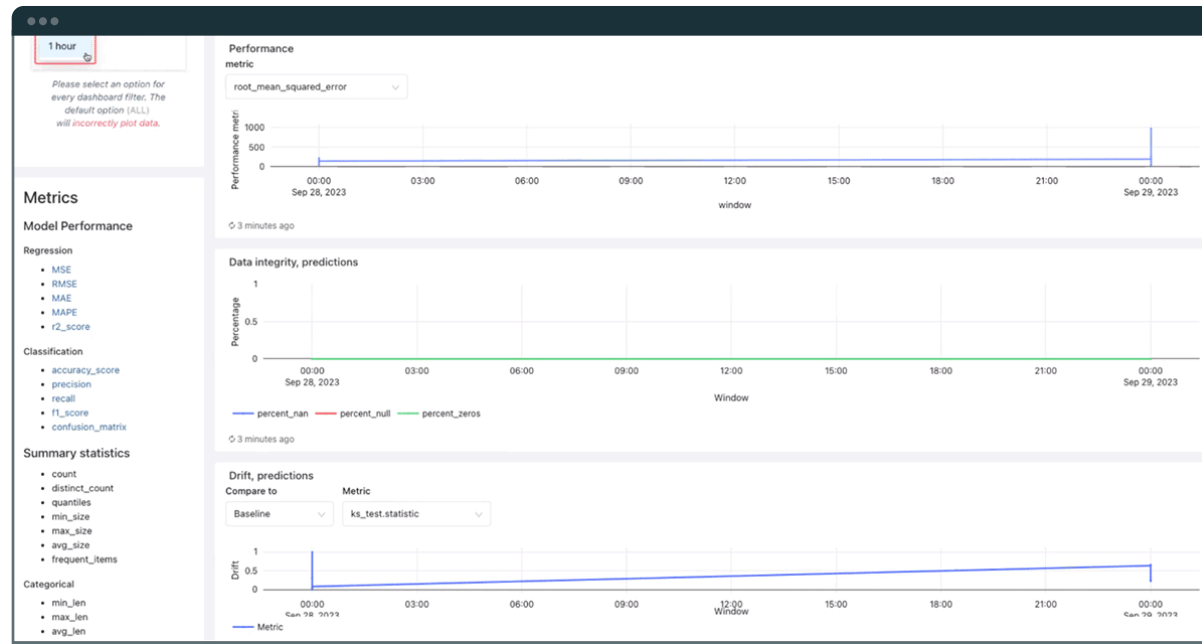 1 hour
Please select an option for
every dashboard filter. The
default option (ALL)
will incorrectly plot data.
Metrics
Model Performance
Regression
MSE
RMSE
MAE
MAPE
r2_score
Classification
accuracy_score
precision
recall
f1_score
confusion_matrix
Summary statistics
count
distinct_count
quantiles
min_size
max_size
avg_size
frequent_items
Categorical
min_len
max_len
avg_len
Performance
metric
root_mean_squared_error
Performance metri
1000
500
0
00:00 03:00 06:00 09:00 12:00 15:00 18:00 21:00 00:00
Sep 28, 2023 Sep 29, 2023
window
3 minutes ago
Data integrity, predictions
Percentage
1
0.5
0
00:00 03:00 06:00 09:00 12:00 15:00 18:00 21:00 00:00
Sep 28, 2023 Sep 29, 2023
Window
percent_nan percent_null percent_zeros
3 minutes ago
Drift, predictions
Compare to Metric
Baseline ks_test.statistic
Drift
1
0.5
0
00:00 03:00 06:00 09:00 12:00 15:00 18:00 21:00 00:00
Sep 28, 2023 Window Sep 29, 2023
Metric